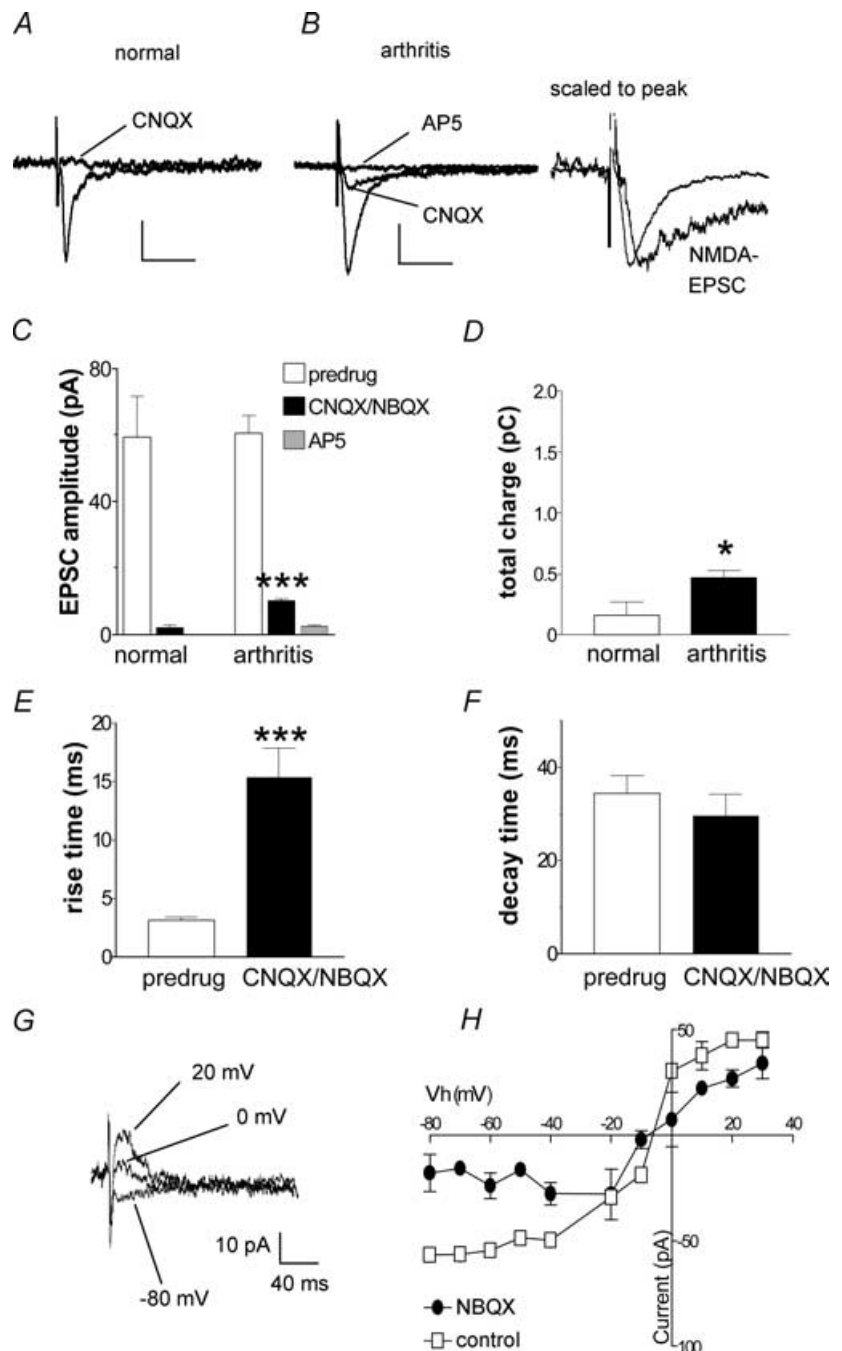 A
normal
CNQX
B
arthritis
AP5
CNQX
scaled to peak
NMDA-
EPSC
C
EPSC amplitude (pA)
80
40
0
predrug
CNQX/NBQX
AP5
***
normal
arthritis
D
total charge (pC)
2.0
1.5
1.0
0.5
0
*
normal
arthritis
E
rise time (ms)
20
15
10
5
0
***
predrug
CNQX/NBQX
F
decay time (ms)
40
20
0
predrug
CNQX/NBQX
G
20 mV
0 mV
-80 mV
10 pA
40 ms
H
Vh (mV)
-80
-60
-40
-20
20
40
50
-50
100
Current (pA)
NBQX
control